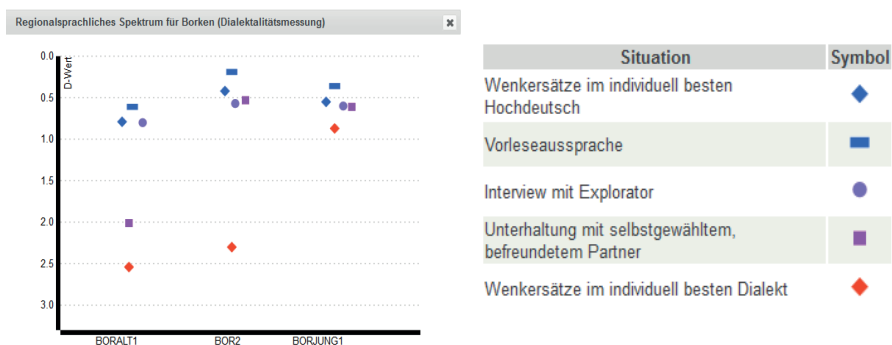 Regionalsprachliches Spektrum für Borken (Dialektalitätsmessung)
D-Wert
0.0
0.5
1.0
1.5
2.0
2.5
3.0
BORALT1 BOR2 BORJUNG1
Situation Symbol
Wenkersätze im individuell besten
Hochdeutsch
Vorleseaussprache
Interview mit Explorator
Unterhaltung mit selbstgewähltem,
befreundetem Partner
Wenkersätze im individuell besten Dialekt